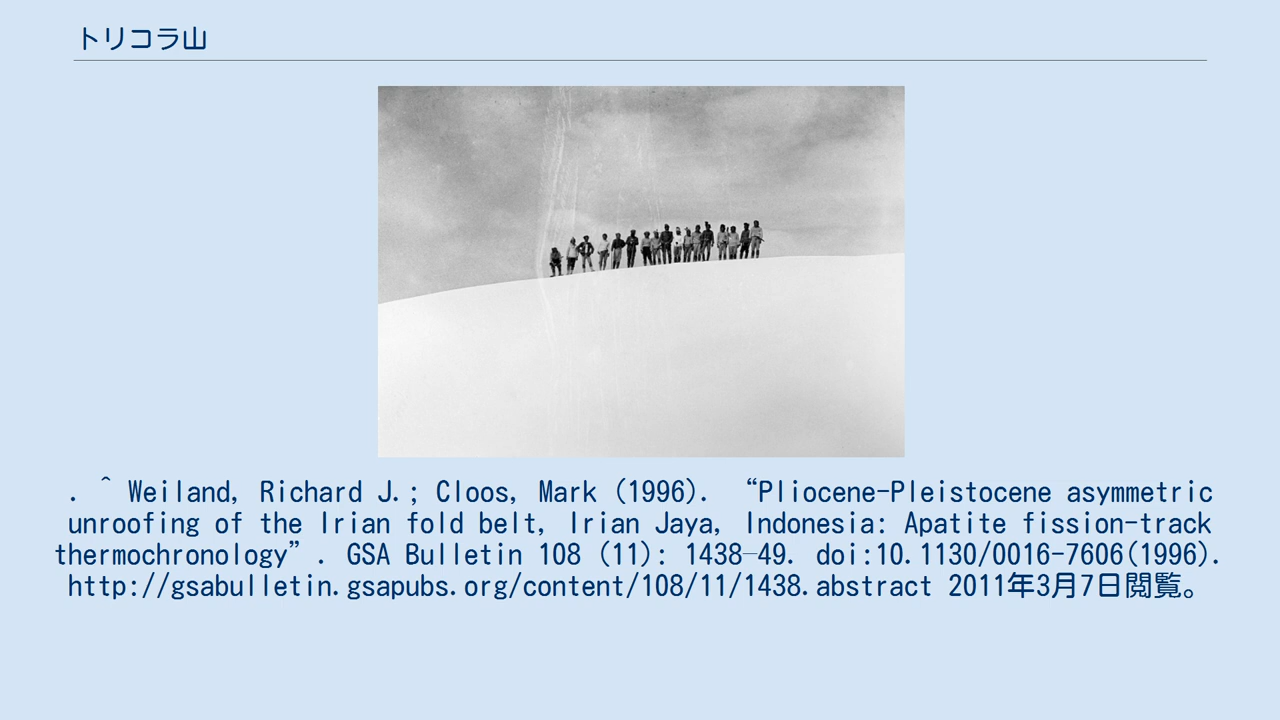 トリコラ山
. ^ Weiland, Richard J.; Cloos, Mark (1996). “Pliocene-Pleistocene asymmetric
unroofing of the Irian fold belt, Irian Jaya, Indonesia: Apatite fission-track
thermochronology”. GSA Bulletin 108 (11): 1438–49. doi:10.1130/0016-7606(1996).
http://gsabulletin.gsapubs.org/content/108/11/1438.abstract 2011年3月7日閲覧。